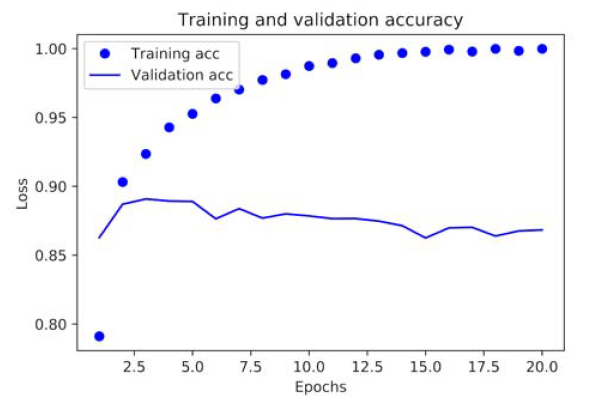 Training and validation accuracy
Training acc
Validation acc
1.00
0.95
0.90
0.85
0.80
Loss
2.5 5.0 7.5 10.0 12.5 15.0 17.5 20.0
Epochs